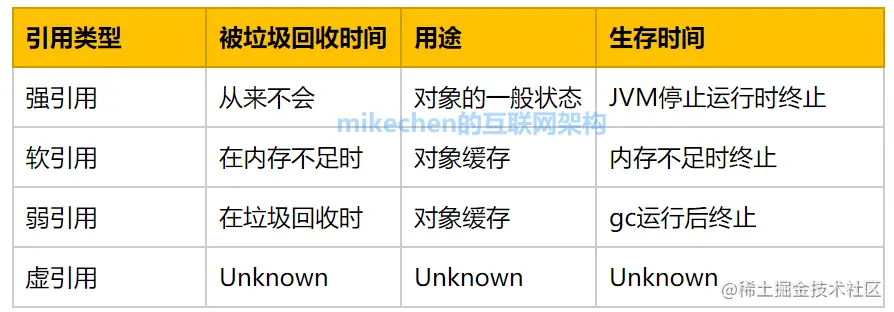 引用类型 被垃圾回收时间 用途 生存时间
强引用 从来不会 对象的一般状态 JVM停止运行时终止
mikechen的互联网架构
软引用 在内存不足时 对象缓存 内存不足时终止
弱引用 在垃圾回收时 对象缓存 gc运行后终止
虚引用 Unknown Unknown Unknown
@稀土掘金技术社区